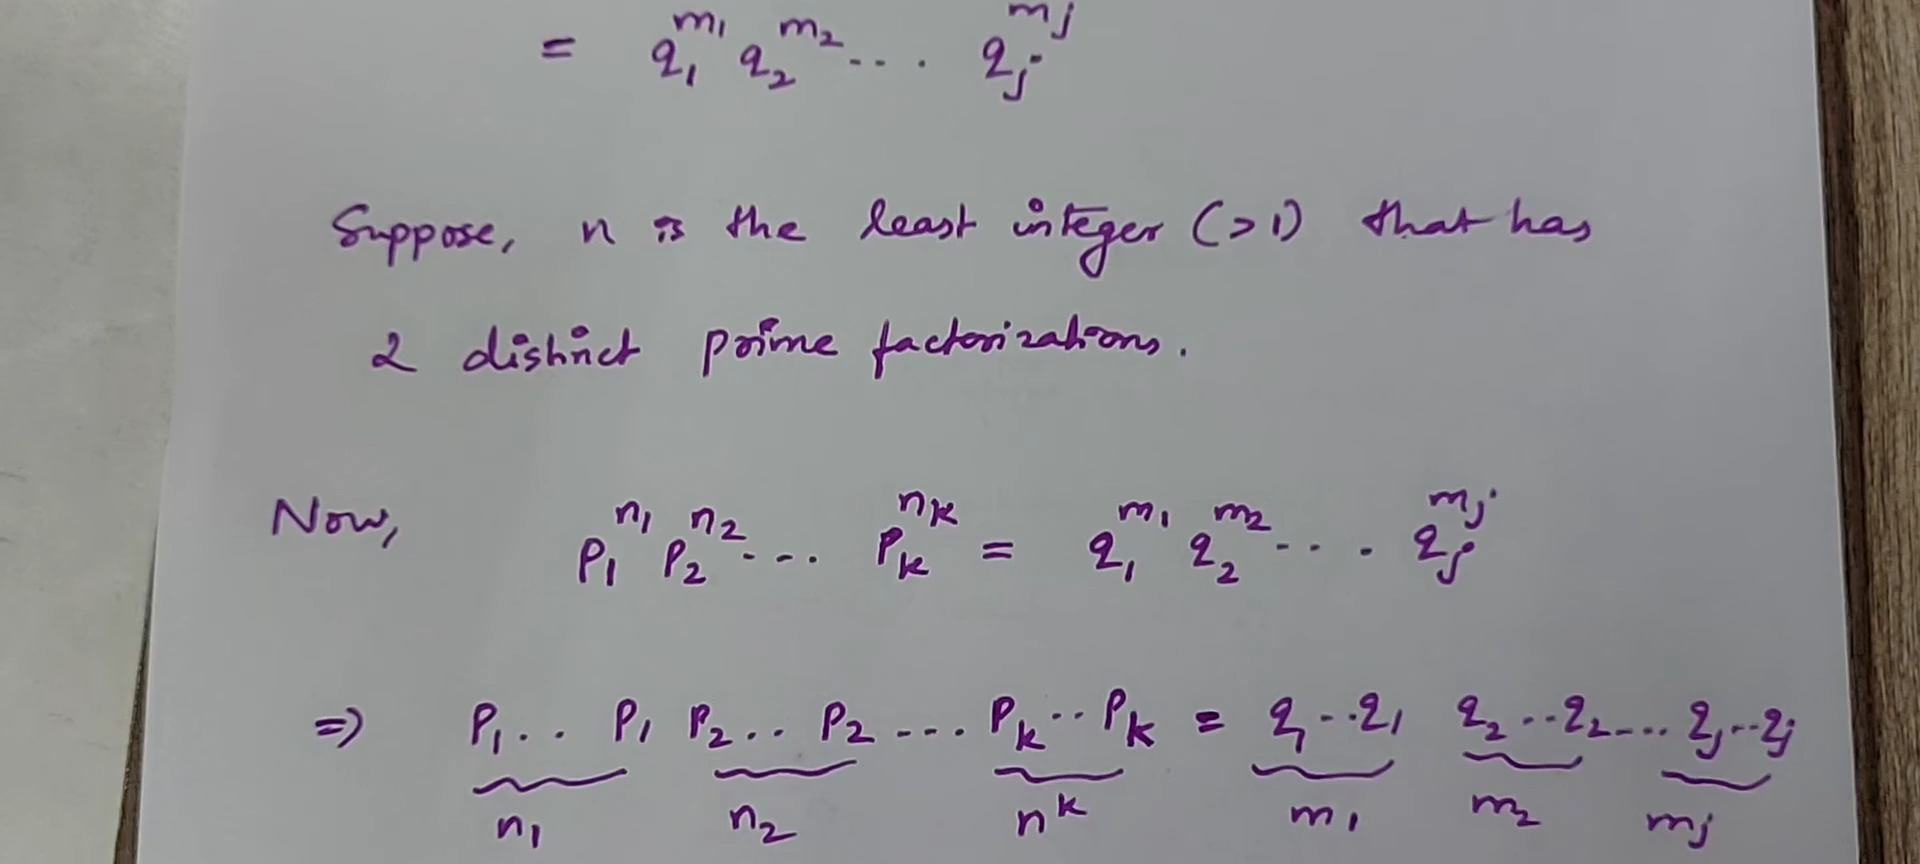 = q₁^m₁ q₂^m₂ ... . qⱼ^mⱼ
Suppose, n is the least integer (>1) that has
2 distinct prime factorizations.
Now, p₁^n₁ p₂^n₂ ... pₖ^nₖ = q₁^m₁ q₂^m₂ ... . qⱼ^mⱼ
=> p₁.. p₁ p₂.. p₂ ... pₖ..pₖ = q₁..q₁ q₂..q₂... qⱼ..qⱼ
n₁ n₂ n^k m₁ m₂ mⱼ